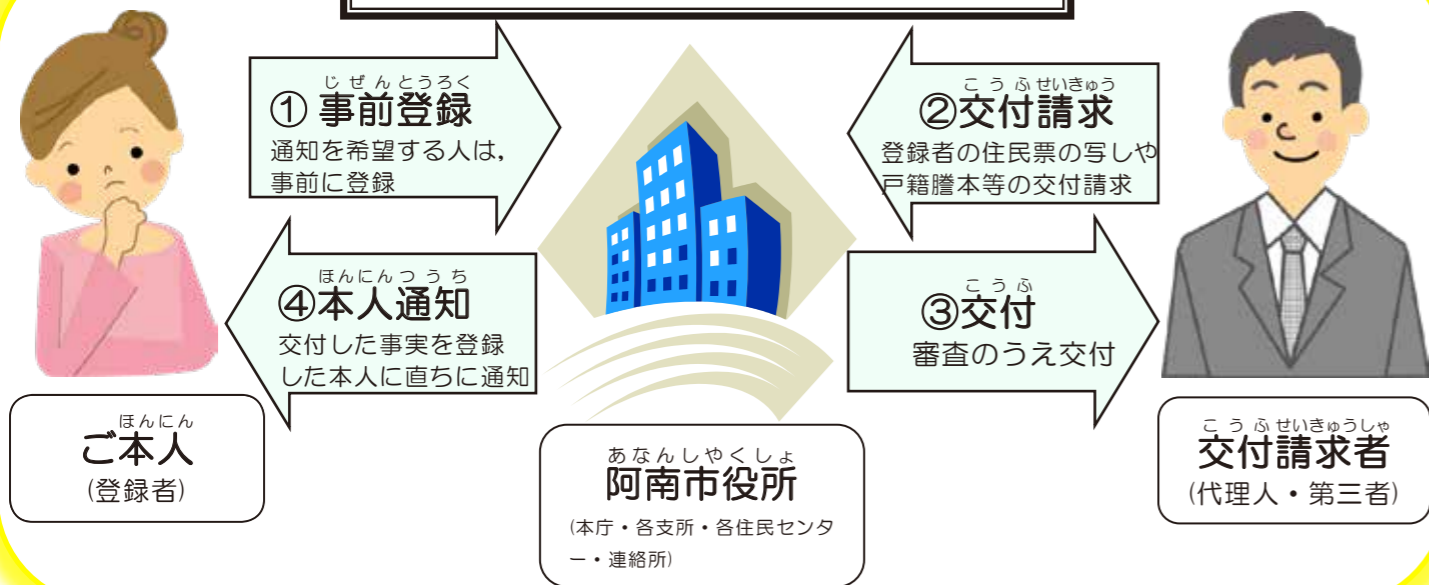 じぜんとうろく
①事前登録
通知を希望する人は，
事前に登録
こうふせいきゅう
②交付請求
登録者の住民票の写しや
戸籍謄本等の交付請求
ほんにんつうち
④本人通知
交付した事実を登録
した本人に直ちに通知
こうふ
③交付
審査のうえ交付
ほんにん
ご本人
(登録者)
あなんしやくしょ
阿南市役所
(本庁・各支所・各住民センタ
ー・連絡所)
こうふせいきゅうしゃ
交付請求者
(代理人・第三者)